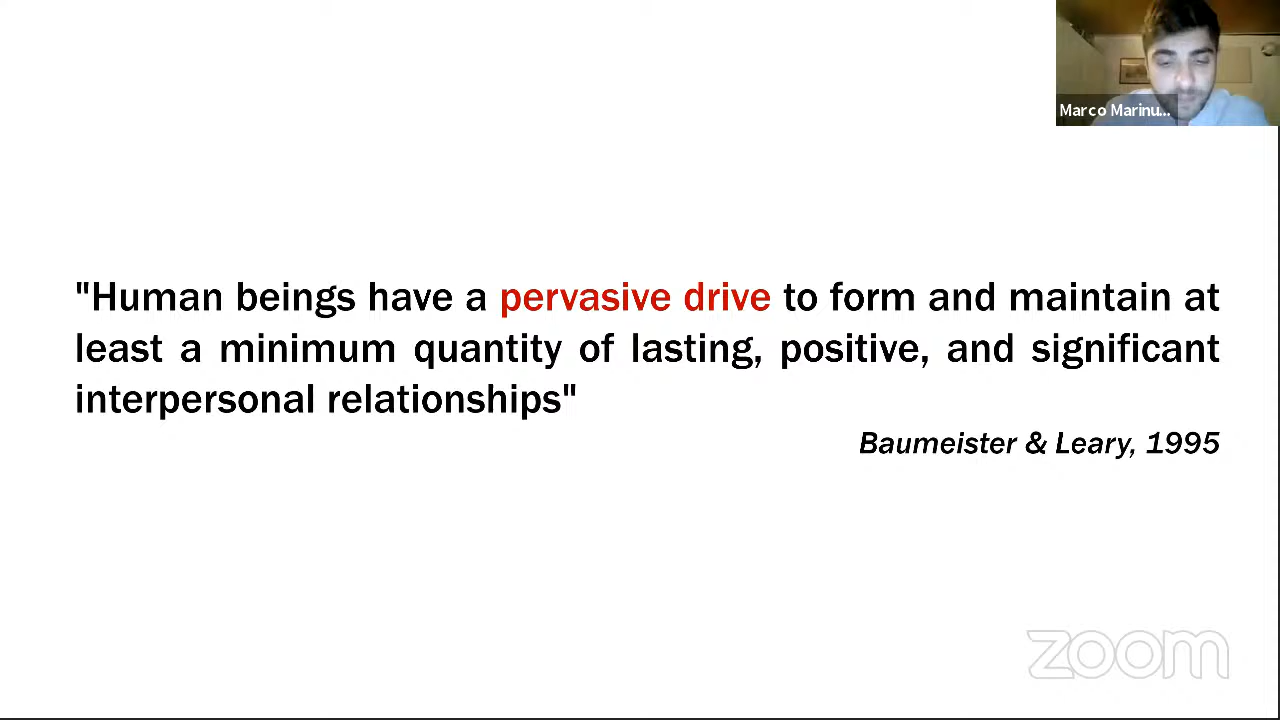 Marco Marinu...
"Human beings have a pervasive drive to form and maintain at
least a minimum quantity of lasting, positive, and significant
interpersonal relationships"
Baumeister & Leary, 1995
zoom